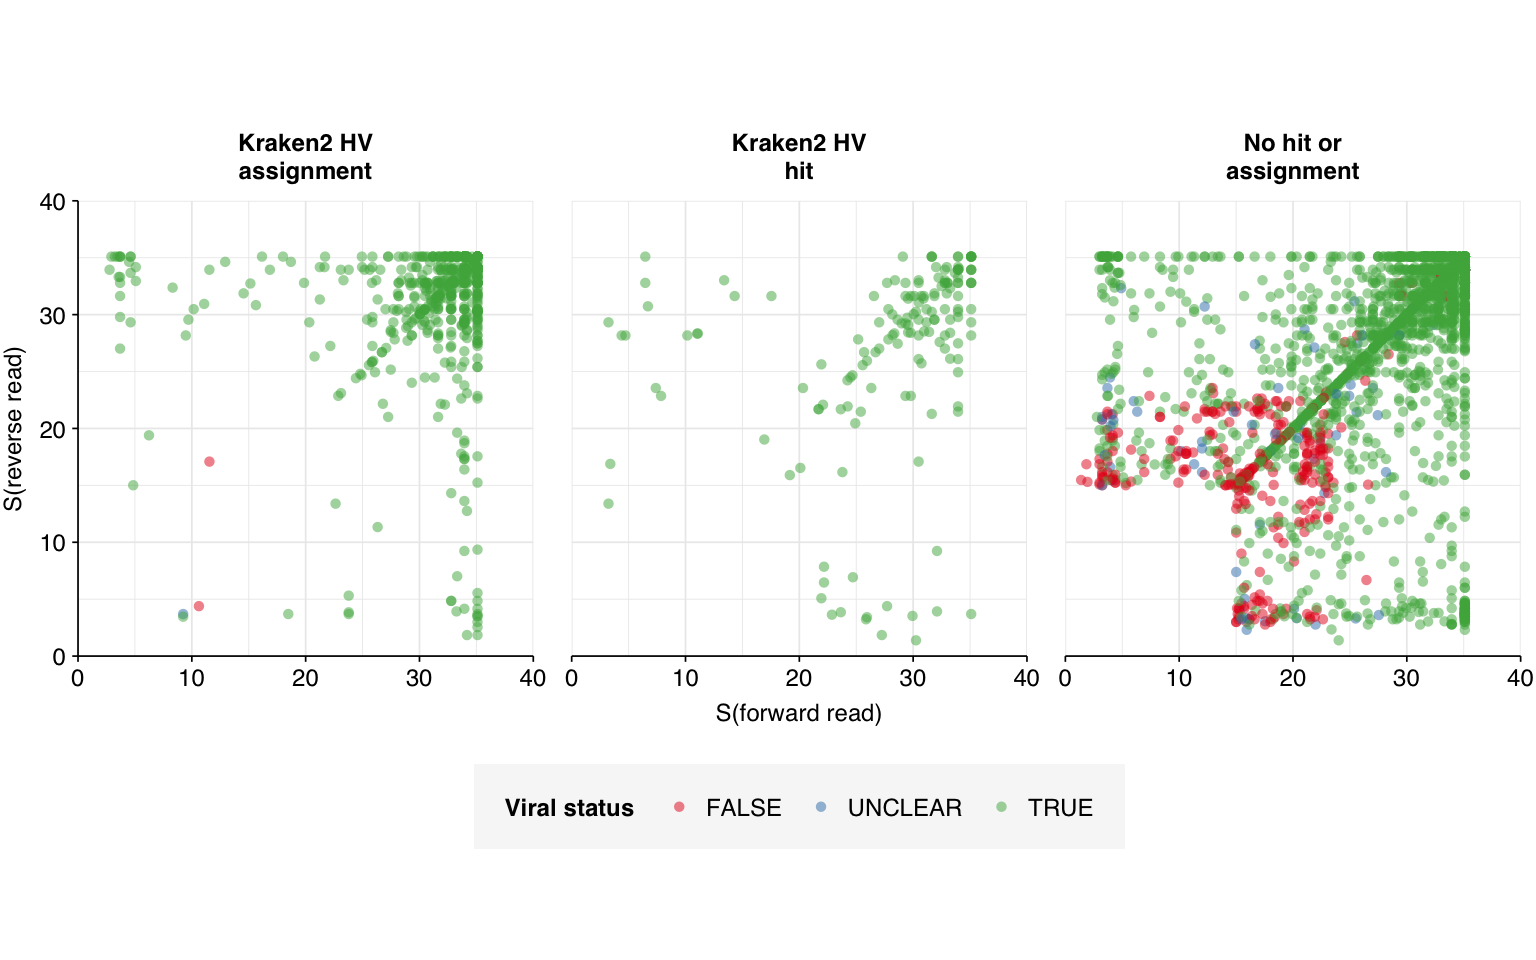 Kraken2 HV
assignment
Kraken2 HV
hit
No hit or
assignment
S(reverse read)
40
30
20
10
0
0 10 20 30 40
0 10 20 30 40
0 10 20 30 40
S(forward read)
Viral status FALSE UNCLEAR TRUE